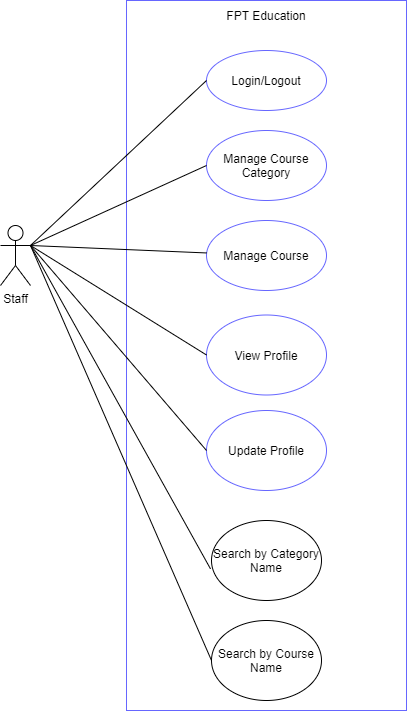 FPT Education
Login/Logout
Manage Course
Category
Manage Course
Staff
View Profile
Update Profile
Search by Category
Name
Search by Course
Name